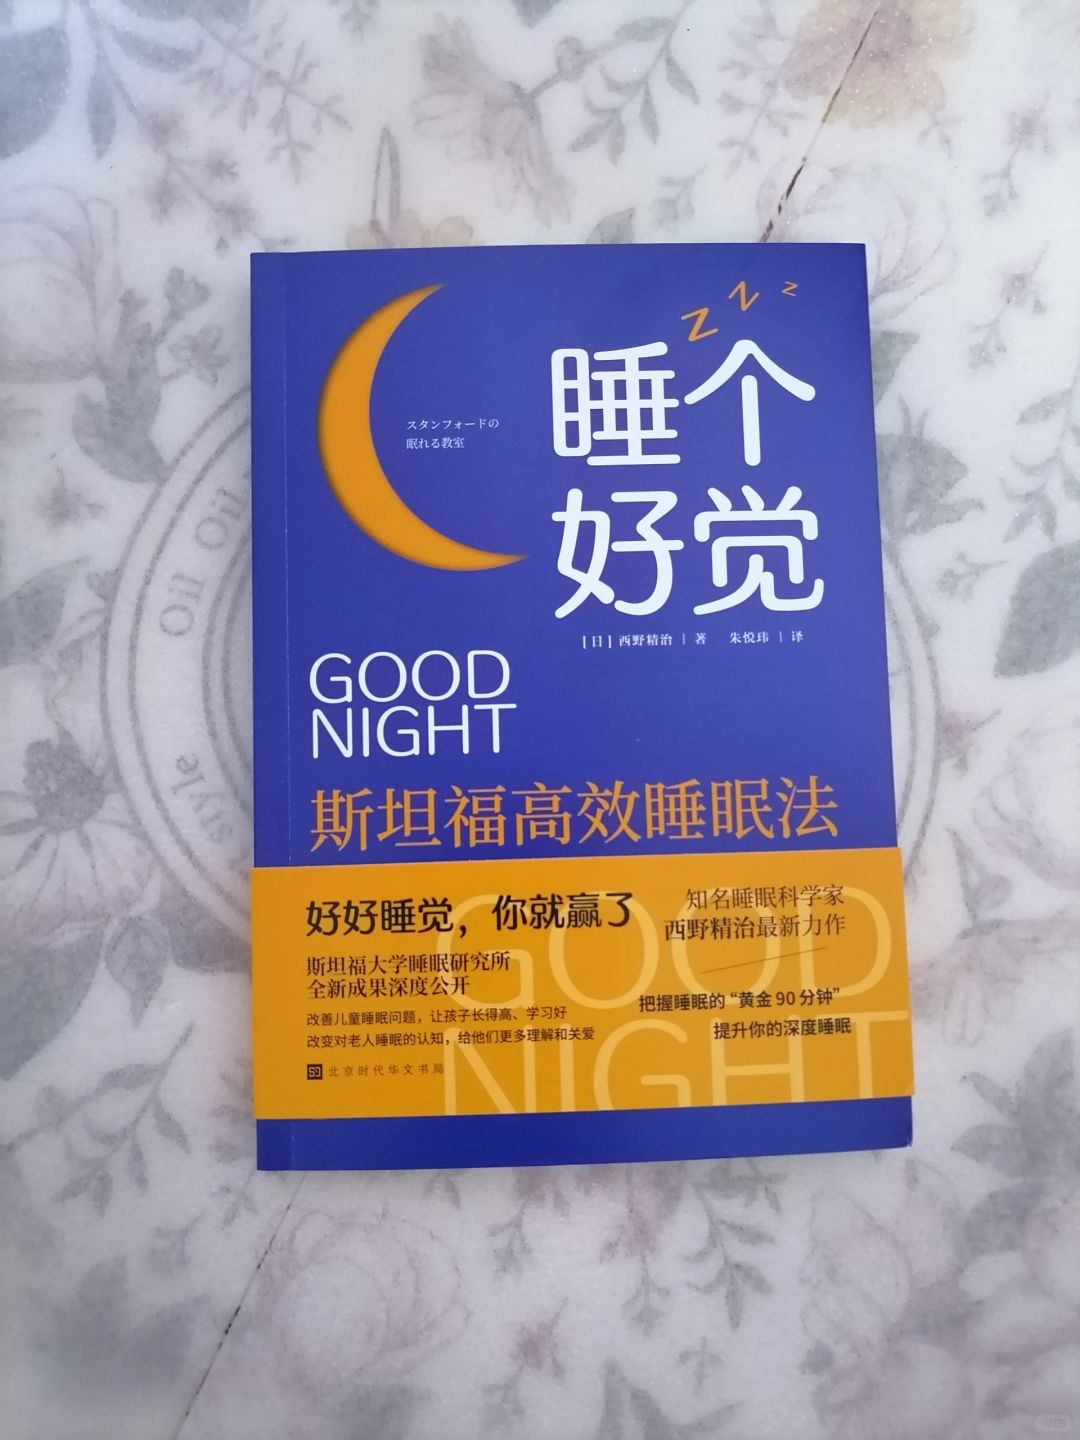 z z z
睡个
好觉
スタンフォードの
眠れる教室
[日] 西野精治 | 著 朱悦玮 | 译
GOOD
NIGHT
斯坦福高效睡眠法
好好睡觉，你就赢了
知名睡眠科学家
西野精治最新力作
斯坦福大学睡眠研究所
全新成果深度公开
改善儿童睡眠问题，让孩子长得高、学习好
改变对老人睡眠的认知，给他们更多理解和关爱
把握睡眠的“黄金 90 分钟”
提升你的深度睡眠
北京时代华文书局
GOOD
NIGHT
Oil
style
小红书